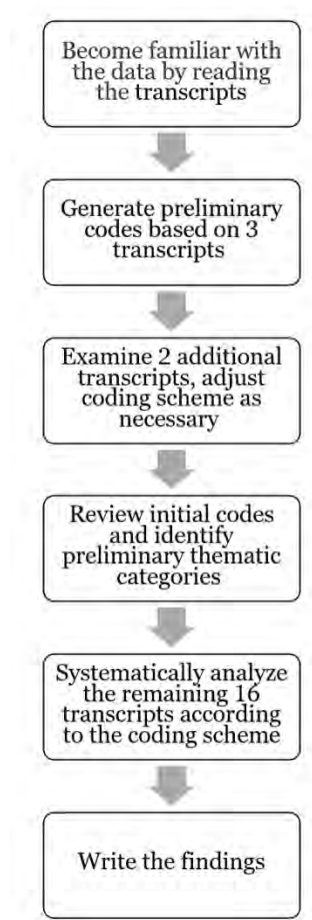 Become familiar with
the data by reading
the transcripts
Generate preliminary
codes based on 3
transcripts
Examine 2 additional
transcripts, adjust
coding scheme as
necessary
Review initial codes
and identify
preliminary thematic
categories
Systematically analyze
the remaining 16
transcripts according
to the coding scheme
Write the findings